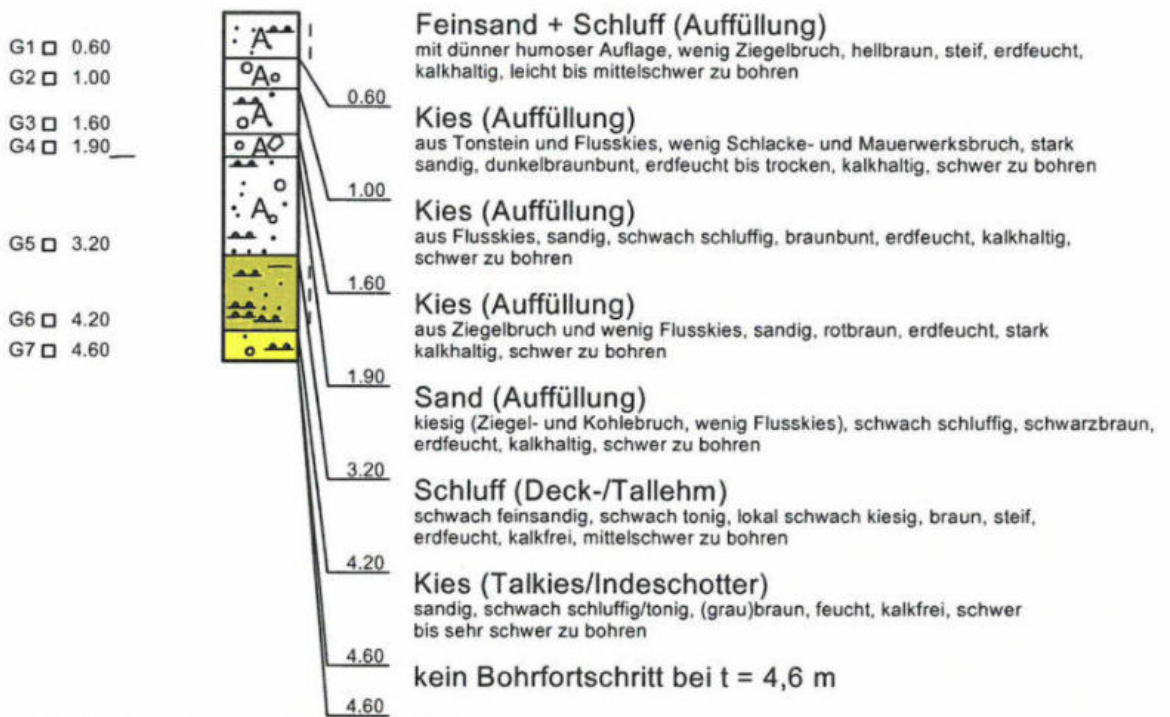 Feinsand + Schluff (Auffüllung)
mit dünner humoser Auflage, wenig Ziegelbruch, hellbraun, steif, erdfeucht,
kalkhaltig, leicht bis mittelschwer zu bohren
G1 0.60
G2 1.00
G3 1.60
G4 1.90
G5 3.20
G6 4.20
G7 4.60
A
A
A
A
A
0.60
Kies (Auffüllung)
aus Tonstein und Flusskies, wenig Schlacke- und Mauerwerksbruch, stark
sandig, dunkelbraunbunt, erdfeucht bis trocken, kalkhaltig, schwer zu bohren
1.00
Kies (Auffüllung)
aus Flusskies, sandig, schwach schluffig, braunbunt, erdfeucht, kalkhaltig,
schwer zu bohren
1.60
Kies (Auffüllung)
aus Ziegelbruch und wenig Flusskies, sandig, rotbraun, erdfeucht, stark
kalkhaltig, schwer zu bohren
1.90
Sand (Auffüllung)
kiesig (Ziegel- und Kohlebruch, wenig Flusskies), schwach schluffig, schwarzbraun,
erdfeucht, kalkhaltig, schwer zu bohren
3.20
Schluff (Deck-/Tallehm)
schwach feinsandig, schwach tonig, lokal schwach kiesig, braun, steif,
erdfeucht, kalkfrei, mittelschwer zu bohren
4.20
Kies (Talkies/Indeschotter)
sandig, schwach schluffig/tonig, (grau)braun, feucht, kalkfrei, schwer
bis sehr schwer zu bohren
4.60
kein Bohrfortschritt bei t = 4,6 m
4.60